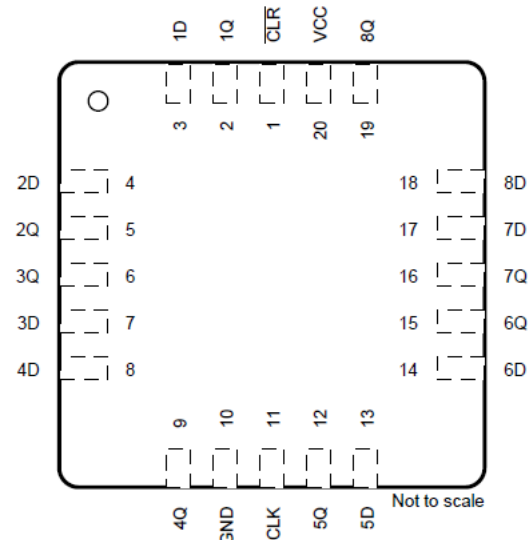 1D 1Q CLR VCC 8Q
3 2 1 20 19
2D 4 18 8D
2Q 5 17 7D
3Q 6 16 7Q
3D 7 15 6Q
4D 8 14 6D
9 10 11 12 13
Not to scale
4Q GND CLK 5Q 5D